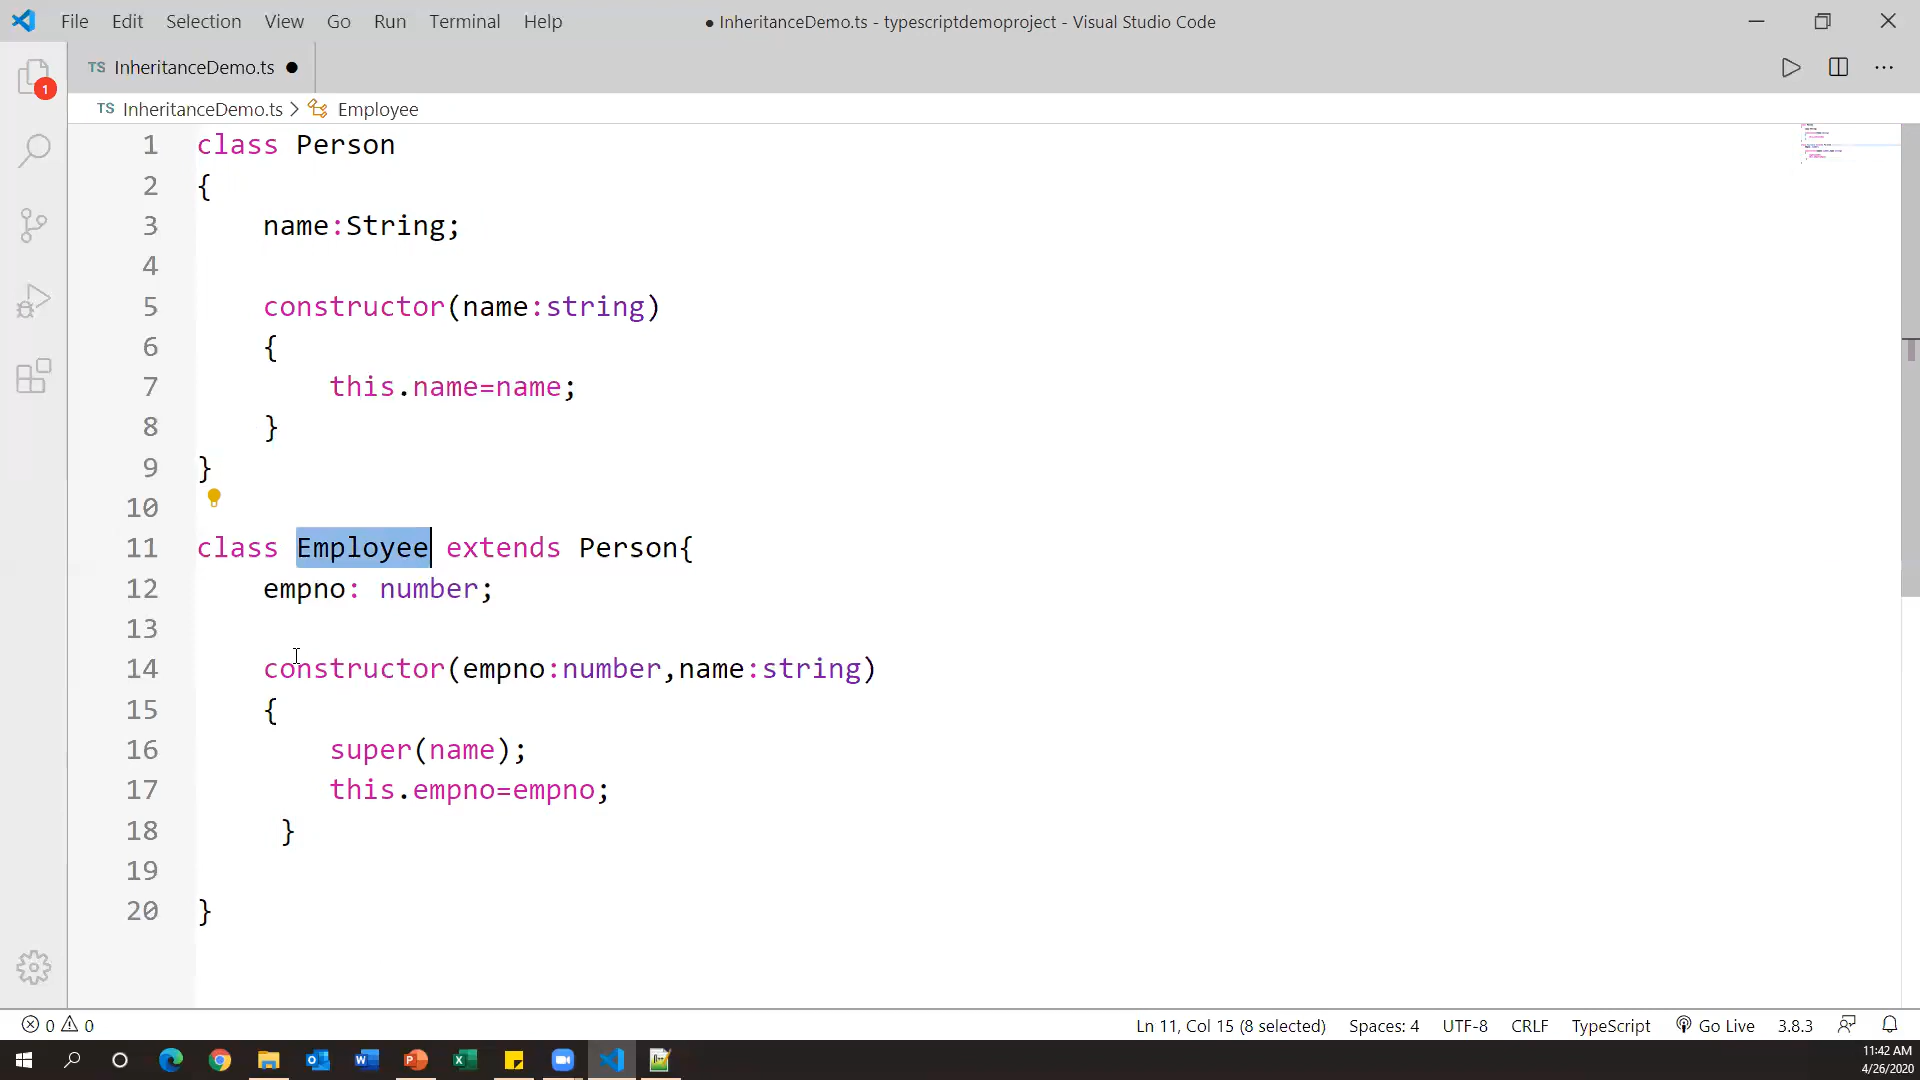 File Edit Selection View Go Run Terminal Help ● InheritanceDemo.ts - typescriptdemoproject - Visual Studio Code
TS InheritanceDemo.ts ●
1
TS InheritanceDemo.ts > Employee
1 class Person
2 {
3 name:String;
4
5 constructor(name:string)
6 {
7 this.name=name;
8 }
9 }
10
11 class Employee extends Person{
12 empno: number;
13
14 constructor(empno:number,name:string)
15 {
16 super(name);
17 this.empno=empno;
18 }
19
20 }
0 0 Ln 11, Col 15 (8 selected) Spaces: 4 UTF-8 CRLF TypeScript Go Live 3.8.3
11:42 AM
4/26/2020